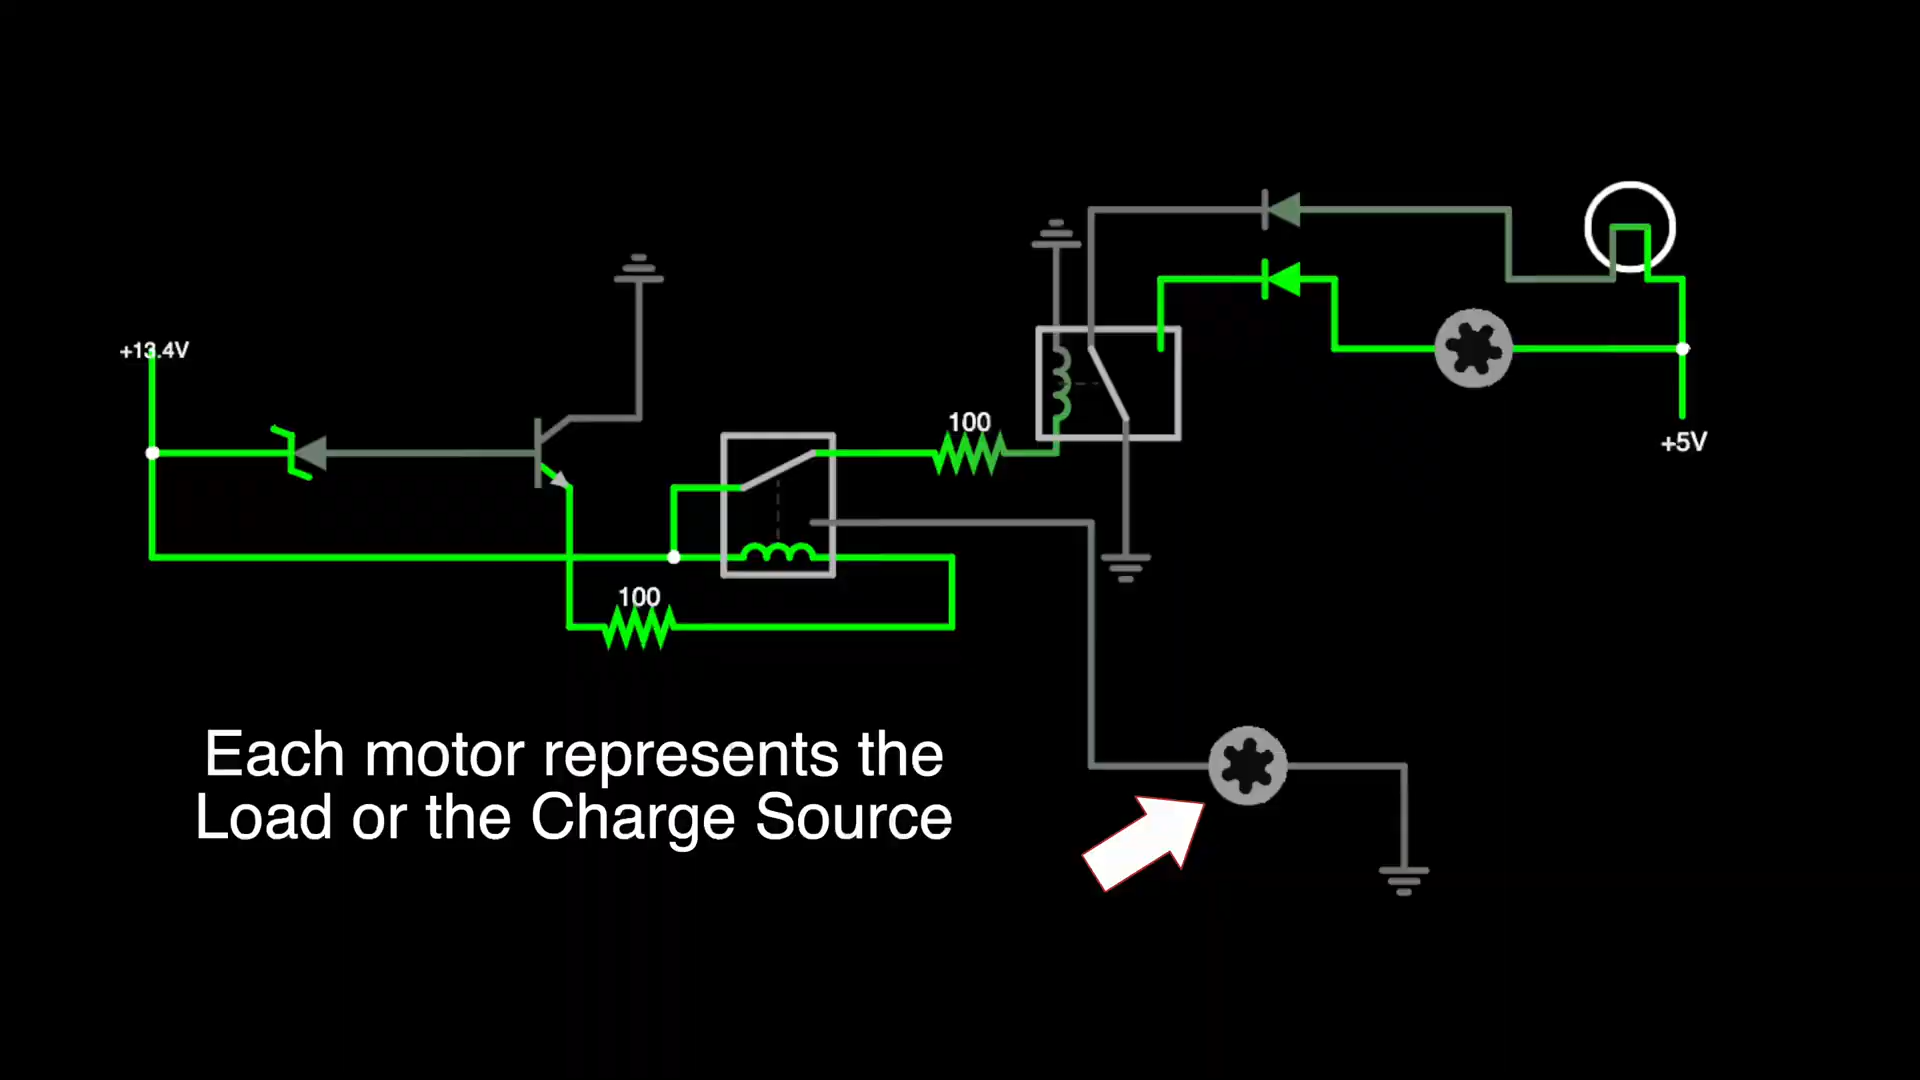 +13.4V
100
+5V
100
Each motor represents the
Load or the Charge Source